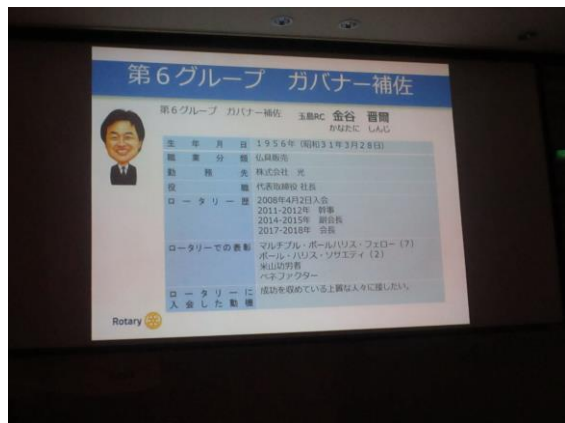 第6グループ ガバナー補佐
第6グループ ガバナー補佐 玉島RC 金谷 晋爾
かなたに しんじ
生年月日 1956年(昭和31年3月28日)
職業分類 仏具販売
勤務先 株式会社 光
役職 代表取締役 社長
ロータリー歴 2008年4月2日入会
2011-2012年 幹事
2014-2015年 副会長
2017-2018年 会長
ロータリーでの表彰 マルチプル・ポールハリス・フェロー(7)
ポール・ハリス・ソサエティ(2)
米山功労者
ベネファクター
ロータリーに 成功を収めている上質な人々に接したい。
入会した動機
Rotary